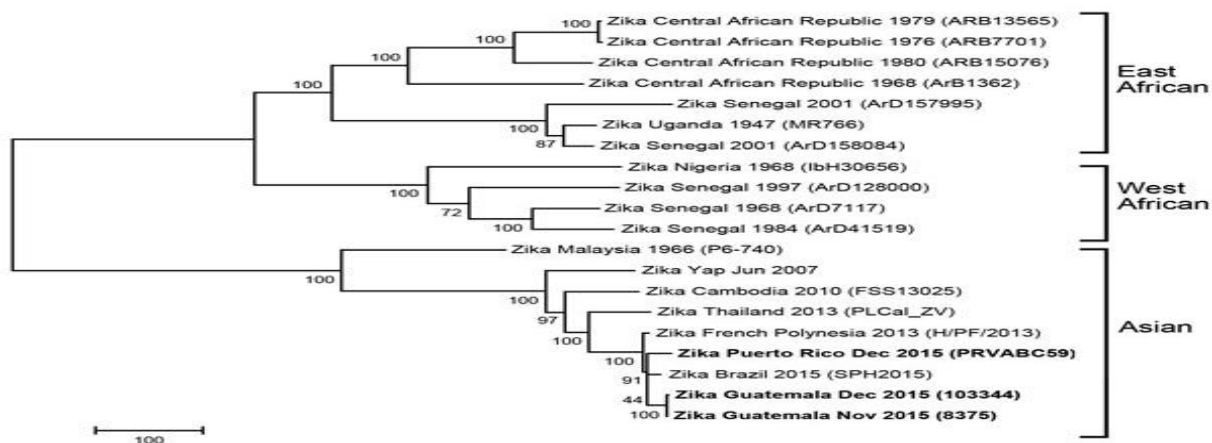 100
Zika Central African Republic 1979 (ARB13565)
100
Zika Central African Republic 1976 (ARB7701)
100
Zika Central African Republic 1980 (ARB15076)
100
Zika Central African Republic 1968 (ArB1362)
Zika Senegal 2001 (ArD157995)
100
Zika Uganda 1947 (MR766)
87
Zika Senegal 2001 (ArD158084)
East
African
Zika Nigeria 1968 (IbH30656)
100
Zika Senegal 1997 (ArD128000)
72
Zika Senegal 1968 (ArD7117)
100
Zika Senegal 1984 (ArD41519)
West
African
Zika Malaysia 1966 (P6-740)
100
Zika Yap Jun 2007
100
Zika Cambodia 2010 (FSS13025)
97
Zika Thailand 2013 (PLCal_ZV)
100
Zika French Polynesia 2013 (H/PF/2013)
100
Zika Puerto Rico Dec 2015 (PRVABC59)
91
Zika Brazil 2015 (SPH2015)
44
Zika Guatemala Dec 2015 (103344)
100
Zika Guatemala Nov 2015 (8375)
Asian
100